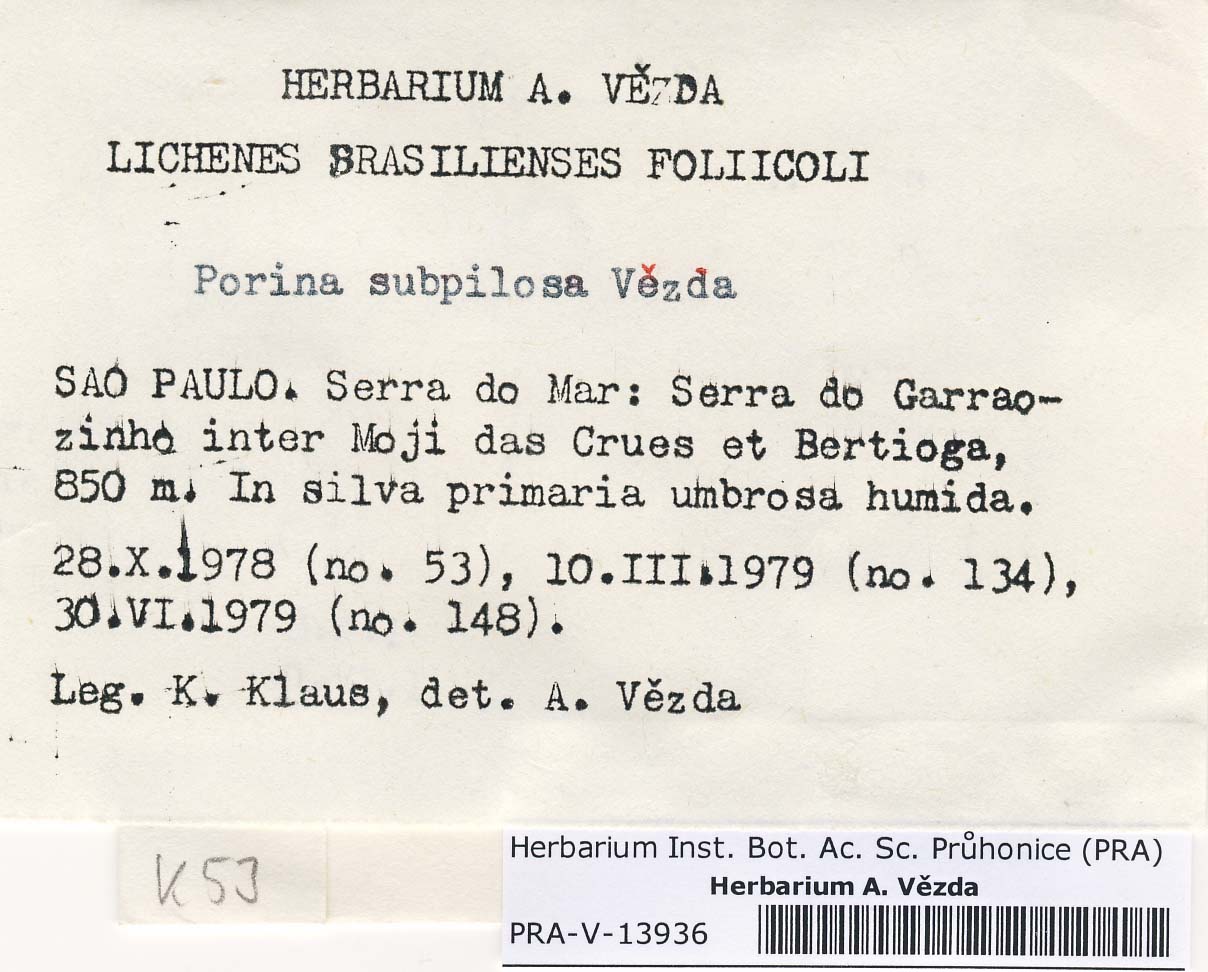 HERBARIUM A. VĚZDA
LICHENES BRASILIENSES FOLIICOLI
Porina subpilosa Vězda
SAO PAULO. Serra do Mar: Serra do Garrao-
zinho inter Moji das Crues et Bertioga,
850 m. In silva primaria umbrosa humida.
28.X.1978 (no. 53), 10.III.1979 (no. 134),
30.VI.1979 (no. 148).
Leg. K. Klaus, det. A. Vězda
K 53
Herbarium Inst. Bot. Ac. Sc. Průhonice (PRA)
Herbarium A. Vězda
PRA-V-13936